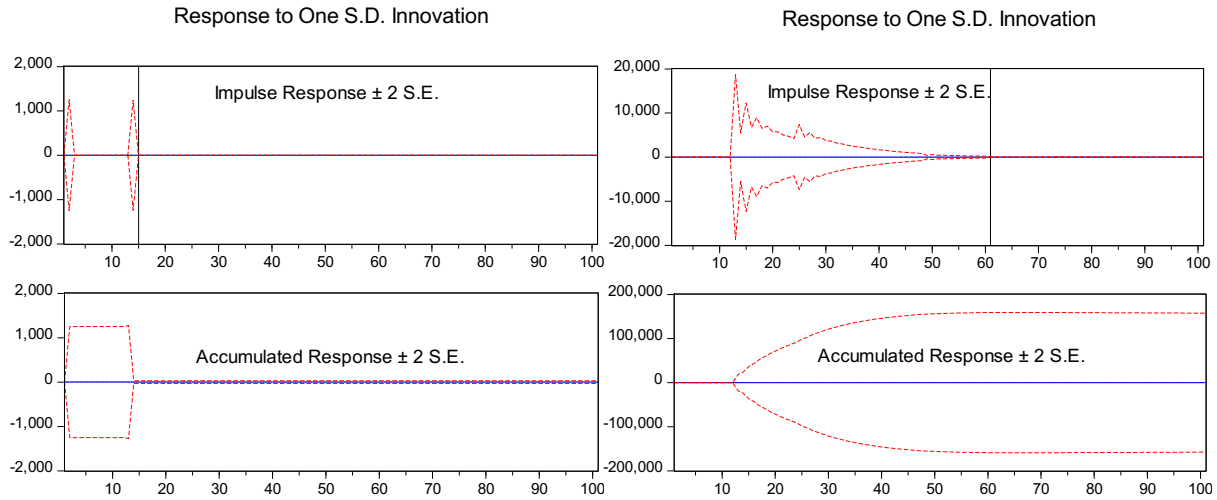 Response to One S.D. Innovation
2,000
1,000
0
-1,000
-2,000
Impulse Response ± 2 S.E.
10 20 30 40 50 60 70 80 90 100
2,000
1,000
0
-1,000
-2,000
Accumulated Response ± 2 S.E.
10 20 30 40 50 60 70 80 90 100
Response to One S.D. Innovation
20,000
10,000
0
-10,000
-20,000
Impulse Response ± 2 S.E.
10 20 30 40 50 60 70 80 90 100
200,000
100,000
0
-100,000
-200,000
Accumulated Response ± 2 S.E.
10 20 30 40 50 60 70 80 90 100